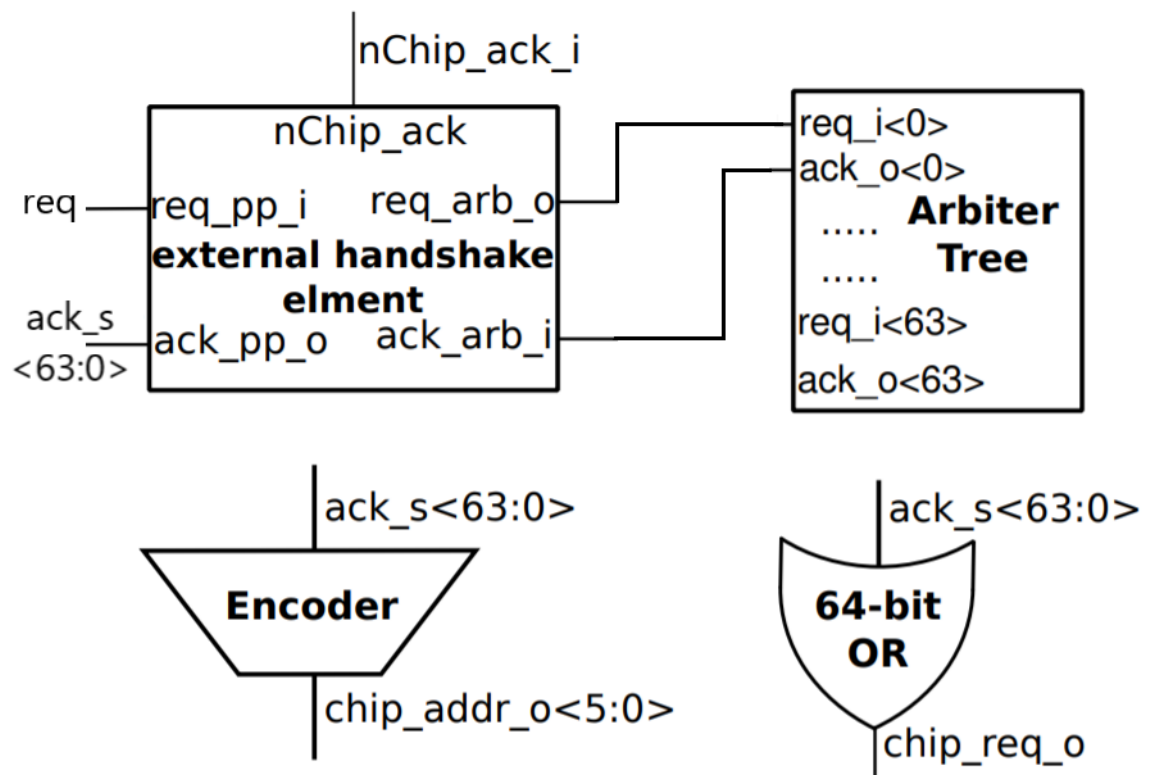 nChip_ack_i
nChip_ack
req
req_pp_i
req_arb_o
external handshake
elment
ack_s
<63:0>
ack_pp_o
ack_arb_i
req_i<0>
ack_o<0>
.....
.....
Arbiter
Tree
req_i<63>
ack_o<63>
ack_s<63:0>
Encoder
chip_addr_o<5:0>
ack_s<63:0>
64-bit
OR
chip_req_o